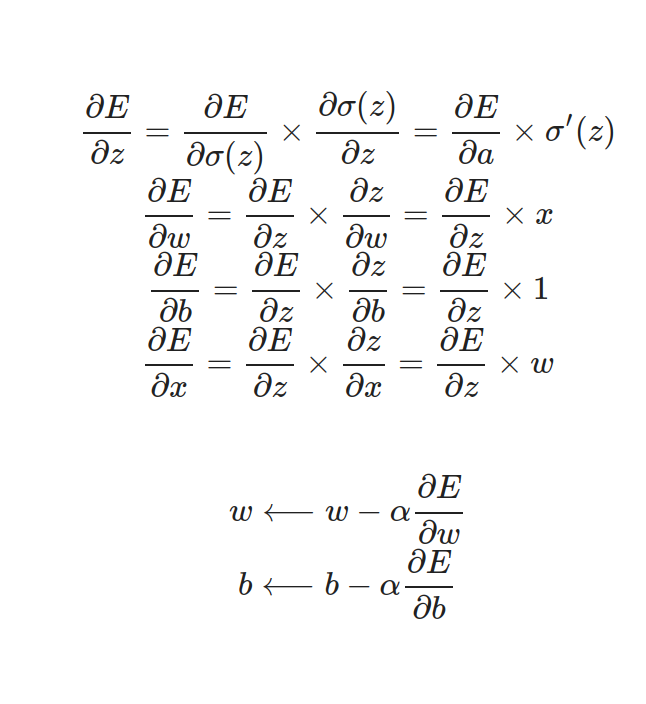 ∂E/∂z = ∂E/∂σ(z) × ∂σ(z)/∂z = ∂E/∂a × σ′(z)
∂E/∂w = ∂E/∂z × ∂z/∂w = ∂E/∂z × x
∂E/∂b = ∂E/∂z × ∂z/∂b = ∂E/∂z × 1
∂E/∂x = ∂E/∂z × ∂z/∂x = ∂E/∂z × w
w ⟵ w − α ∂E/∂w
b ⟵ b − α ∂E/∂b